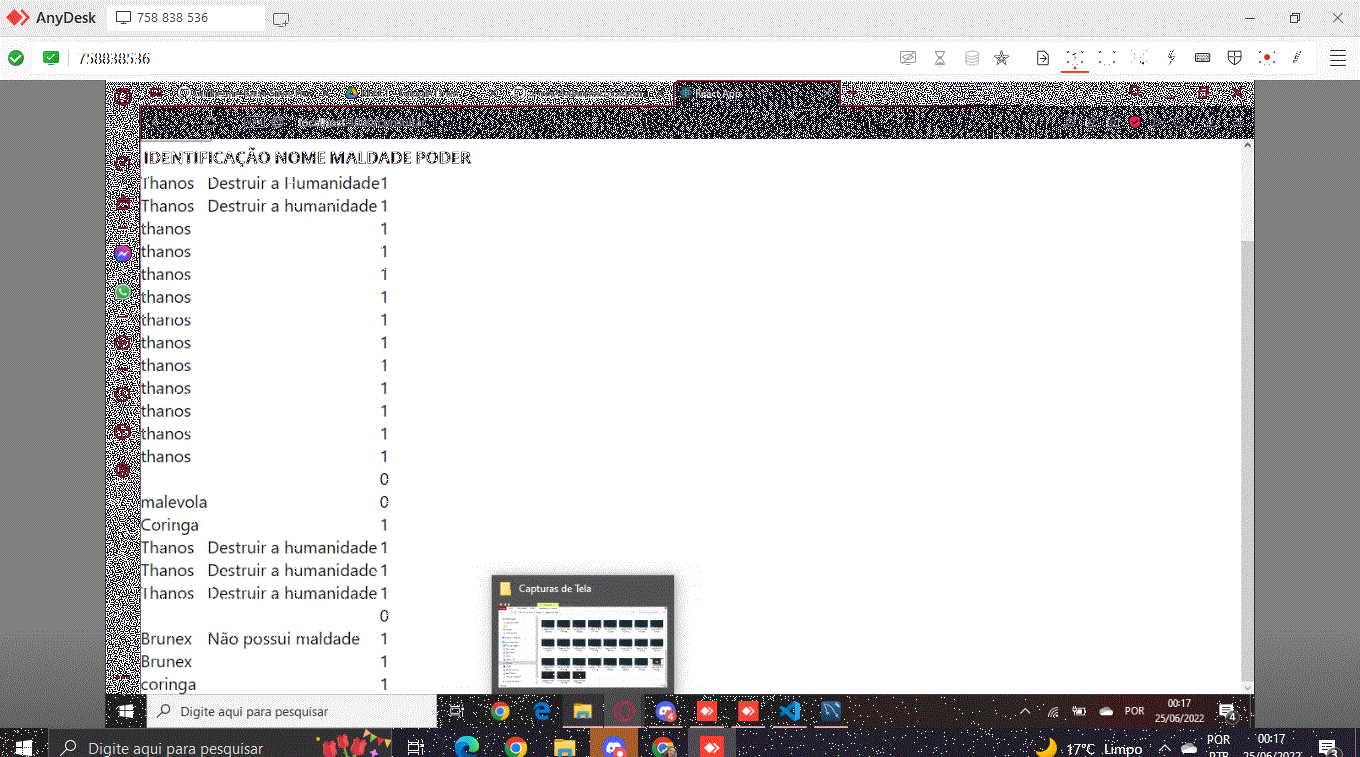 AnyDesk 758 838 536
758838536
IDENTIFICAÇÃO NOME MALDADE PODER
Thanos Destruir a Humanidade 1
Thanos Destruir a humanidade 1
thanos 1
thanos 1
thanos 1
thanos 1
thanos 1
thanos 1
thanos 1
thanos 1
thanos 1
thanos 1
thanos 1
0
malevola 0
Coringa 1
Thanos Destruir a humanidade 1
Thanos Destruir a humanidade 1
Thanos Destruir a humanidade 1
0
Brunex Não possui maldade 1
Brunex 1
coringa 1
Capturas de Tela
Digite aqui para pesquisar POR 00:17
25/06/2022
4
Digite aqui para pesquisar 17°C Limpo POR 00:17
PTB 25/06/2022
3